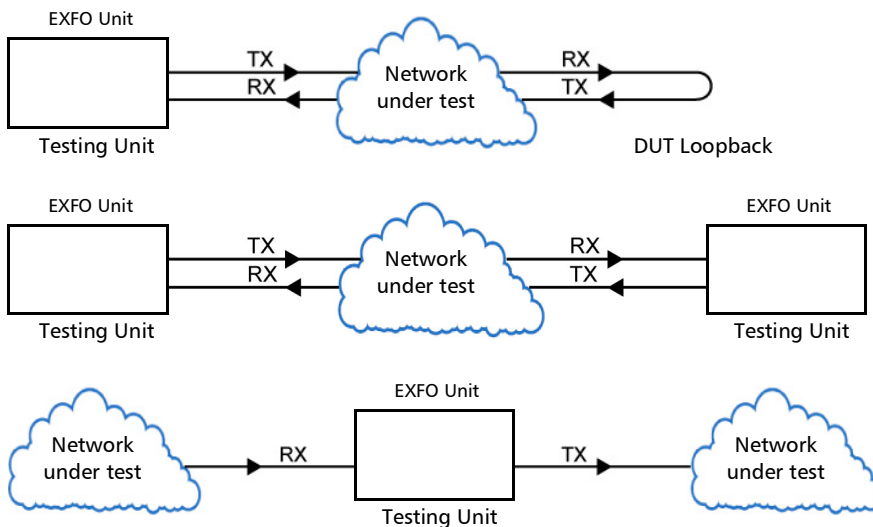 EXFO Unit
TX
RX
Network
under test
RX
TX
Testing Unit
DUT Loopback
EXFO Unit
EXFO Unit
TX
RX
Network
under test
RX
TX
Testing Unit
Testing Unit
EXFO Unit
Network
under test
RX
TX
Network
under test
Testing Unit